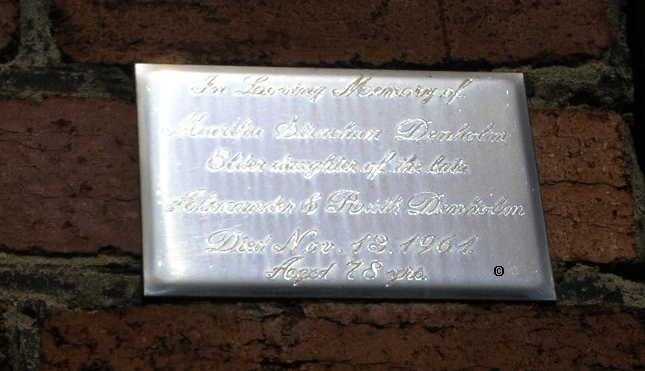 In Loving Memory of
Martha Strachan Denholm
Elder daughter of the late
Alexander & Ruth Denholm
Died Nov. 13. 1961
Aged 78 yrs.
©